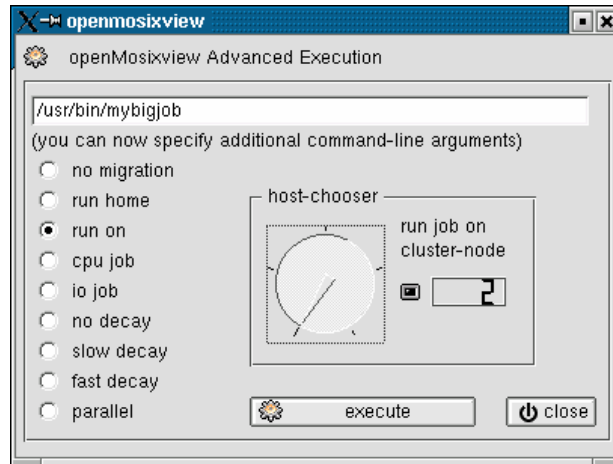 openmosixview
openMosixview Advanced Execution
/usr/bin/mybigjob
(you can now specify additional command-line arguments)
no migration
run home
run on
cpu job
io job
no decay
slow decay
fast decay
parallel
host-chooser
run job on
cluster-node
2
execute
close